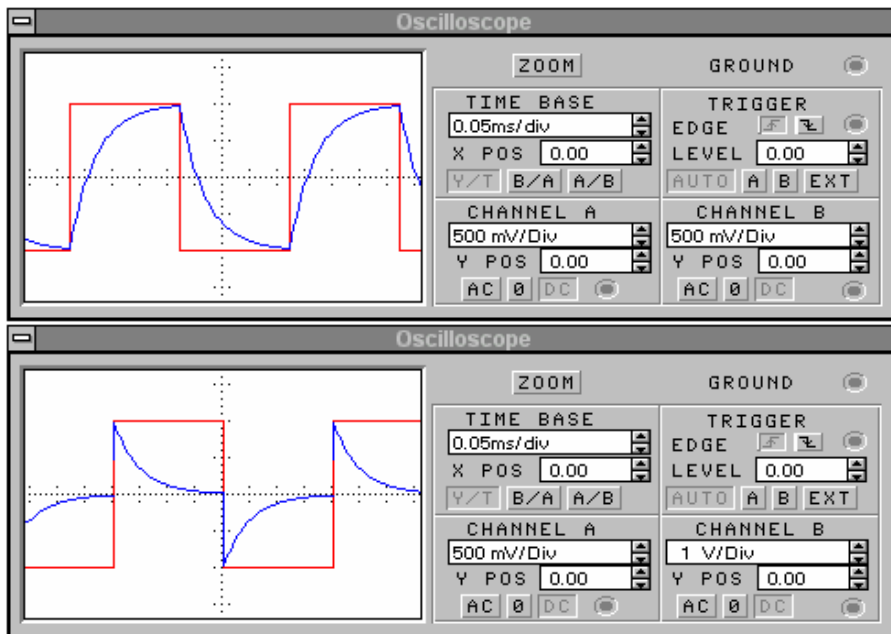 Oscilloscope
ZOOM GROUND
TIME BASE
0.05ms/div
X POS 0.00
Y/T B/A A/B
TRIGGER
EDGE
LEVEL 0.00
AUTO A B EXT
CHANNEL A
500 mV/Div
Y POS 0.00
AC 0 DC
CHANNEL B
500 mV/Div
Y POS 0.00
AC 0 DC
Oscilloscope
ZOOM GROUND
TIME BASE
0.05ms/div
X POS 0.00
Y/T B/A A/B
TRIGGER
EDGE
LEVEL 0.00
AUTO A B EXT
CHANNEL A
500 mV/Div
Y POS 0.00
AC 0 DC
CHANNEL B
1 V/Div
Y POS 0.00
AC 0 DC